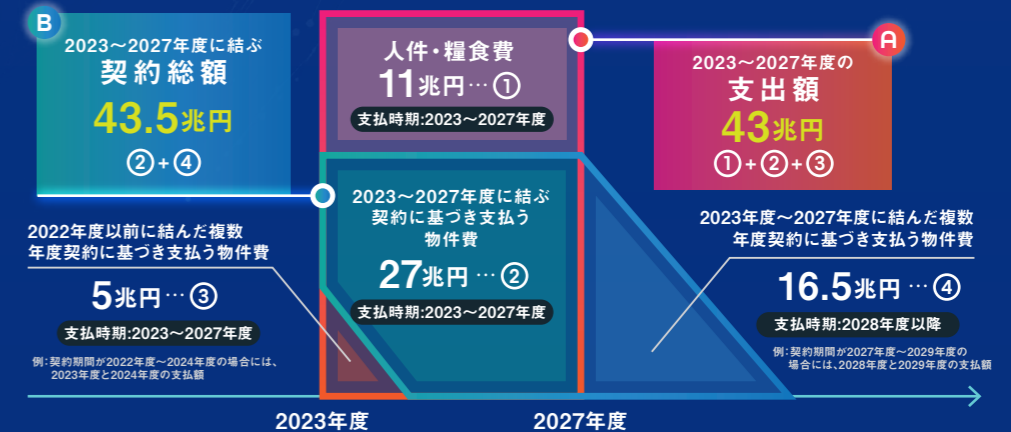 B
2023〜2027年度に結ぶ
契約総額
43.5兆円
②+④
人件・糧食費
11兆円…①
支払時期:2023〜2027年度
A
2023〜2027年度の
支出額
43兆円
①+②+③
2022年度以前に結んだ複数
年度契約に基づき支払う物件費
5兆円…③
支払時期:2023〜2027年度
例:契約期間が2022年度〜2024年度の場合には、
2023年度と2024年度の支払額
2023〜2027年度に結ぶ
契約に基づき支払う
物件費
27兆円…②
支払時期:2023〜2027年度
2023年度〜2027年度に結んだ複数
年度契約に基づき支払う物件費
16.5兆円…④
支払時期:2028年度以降
例:契約期間が2027年度〜2029年度の
場合には、2028年度と2029年度の支払額
2023年度
2027年度